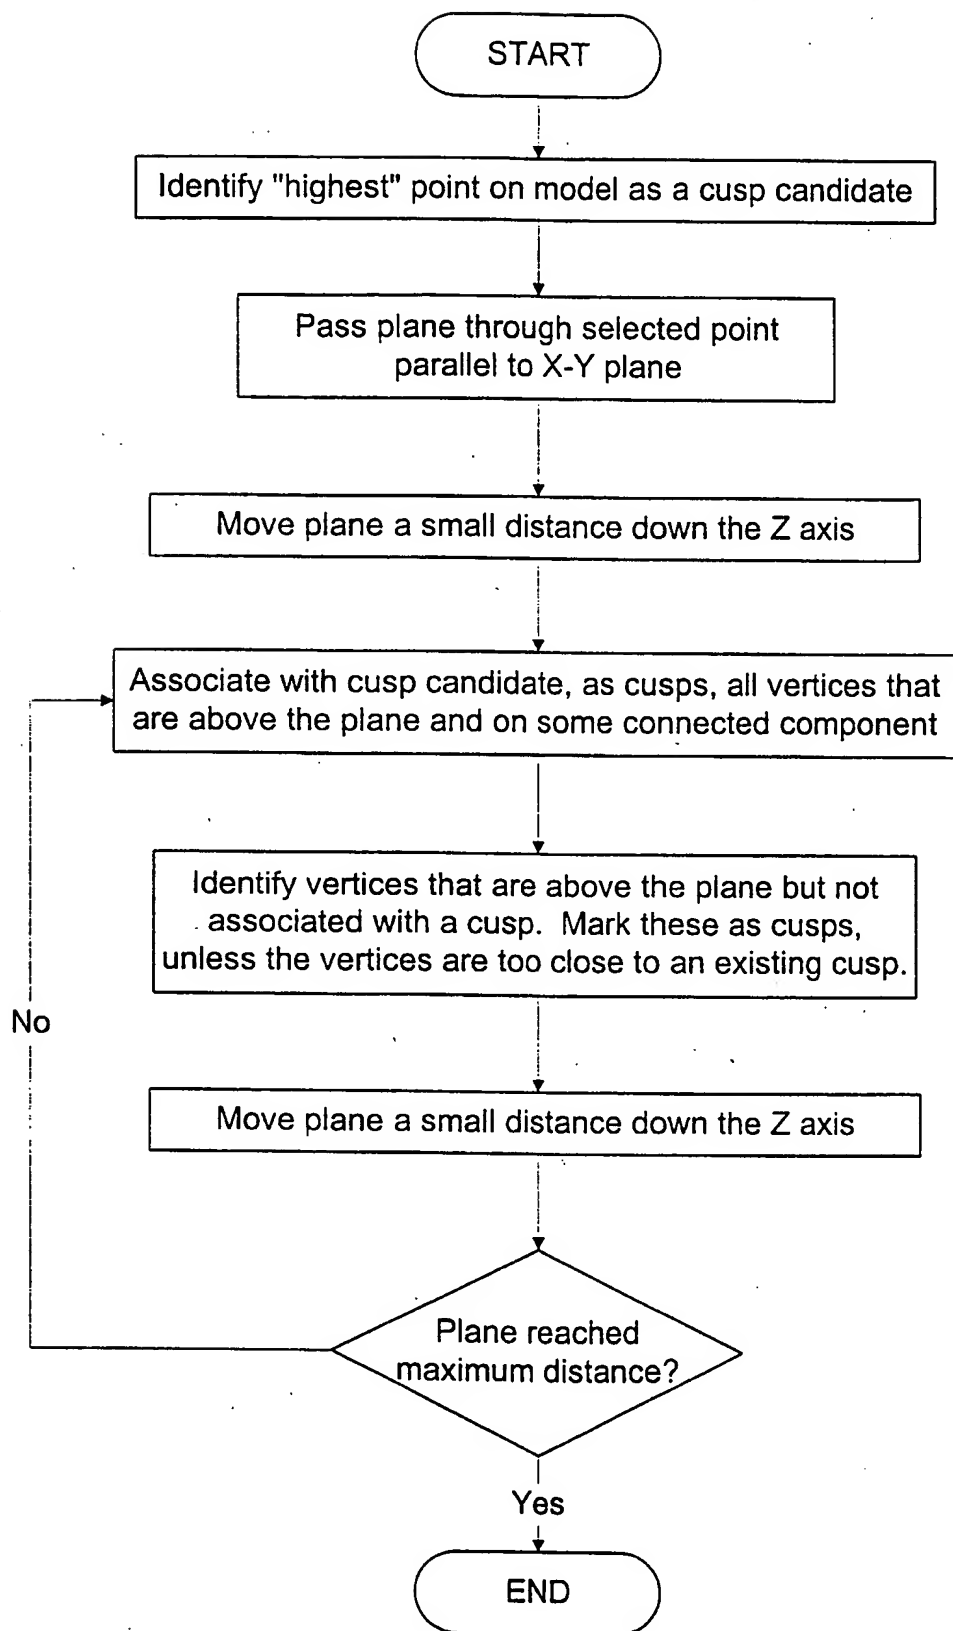 START
Identify "highest" point on model as a cusp candidate
Pass plane through selected point
parallel to X-Y plane
Move plane a small distance down the Z axis
Associate with cusp candidate, as cusps, all vertices that
are above the plane and on some connected component
Identify vertices that are above the plane but not
associated with a cusp. Mark these as cusps,
unless the vertices are too close to an existing cusp.
No
Move plane a small distance down the Z axis
Plane reached
maximum distance?
Yes
END